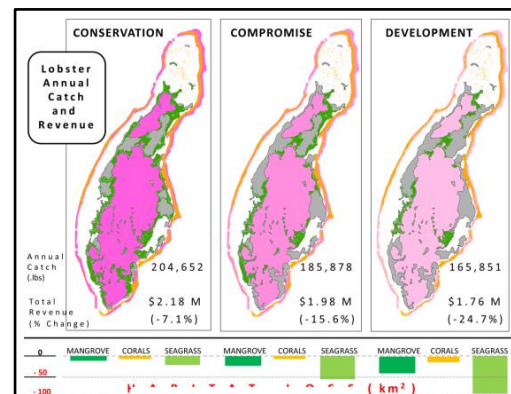 CONSERVATION
COMPROMISE
DEVELOPMENT
Lobster
Annual
Catch
and
Revenue
Annual
Catch
(.lbs)
204,652
185,878
165,851
Total
Revenue
(% Change)
$2.18 M
(-7.1%)
$1.98 M
(-15.6%)
$1.76 M
(-24.7%)
0
MANGROVE CORALS SEAGRASS
MANGROVE CORALS SEAGRASS
MANGROVE CORALS SEAGRASS
- 50
- 100
HABITAT LOSS (km²)